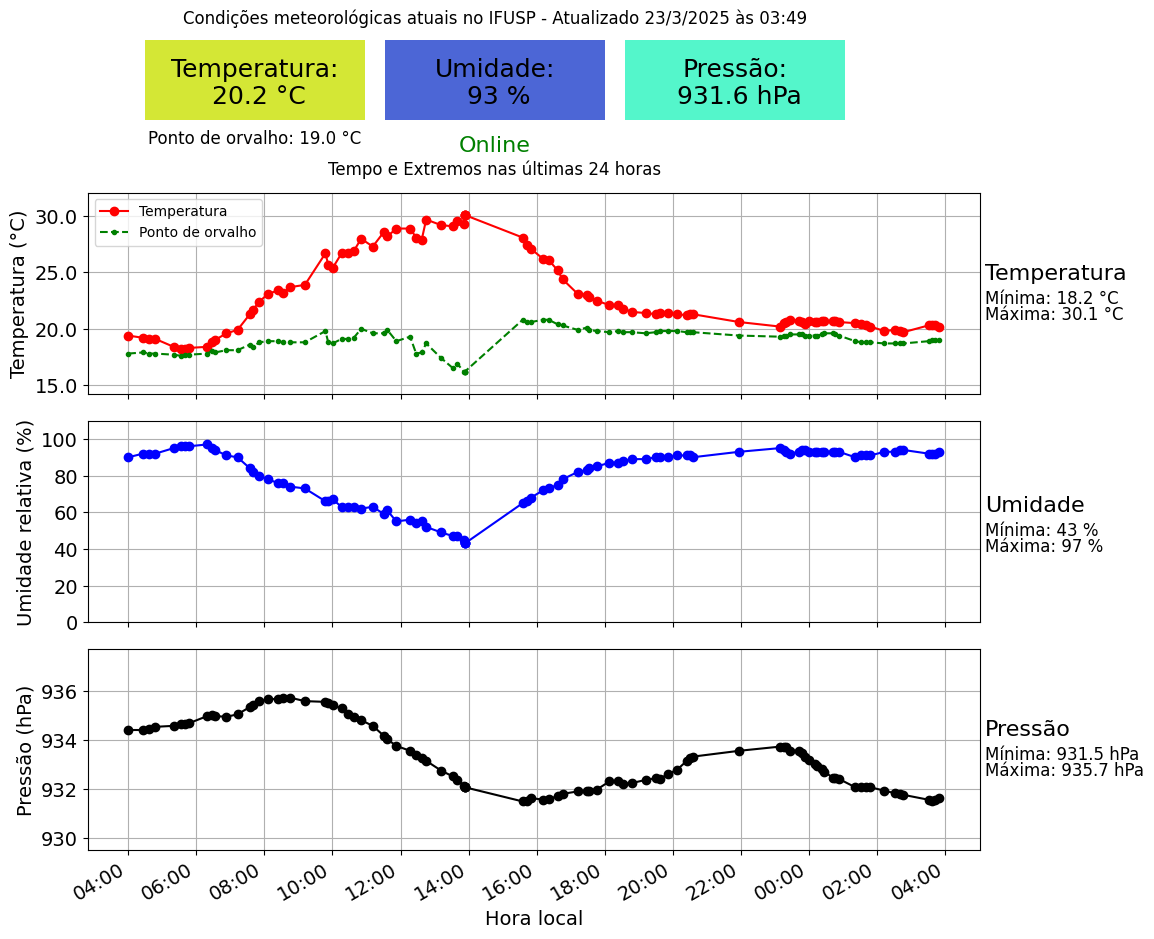 Condições meteorológicas atuais no IFUSP - Atualizado 23/3/2025 às 03:49
Temperatura:
20.2 °C
Umidade:
93 %
Pressão:
931.6 hPa
Ponto de orvalho: 19.0 °C
Online
Tempo e Extremos nas últimas 24 horas
Temperatura (°C)
30.0
25.0
20.0
15.0
Temperatura
Ponto de orvalho
Temperatura
Mínima: 18.2 °C
Máxima: 30.1 °C
Umidade relativa (%)
100
80
60
40
20
0
Umidade
Mínima: 43 %
Máxima: 97 %
Pressão (hPa)
936
934
932
930
Pressão
Mínima: 931.5 hPa
Máxima: 935.7 hPa
04:00 06:00 08:00 10:00 12:00 14:00 16:00 18:00 20:00 22:00 00:00 02:00 04:00
Hora local